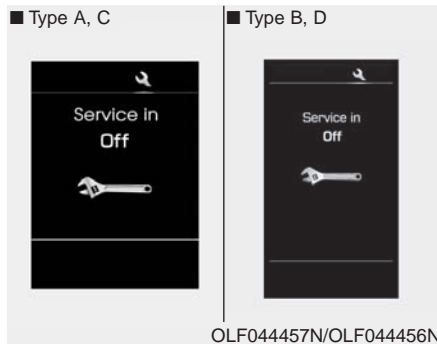 ■ Type A, C
■ Type B, D
Service in
Off
Service in
Off
OLF044457N/OLF044456N